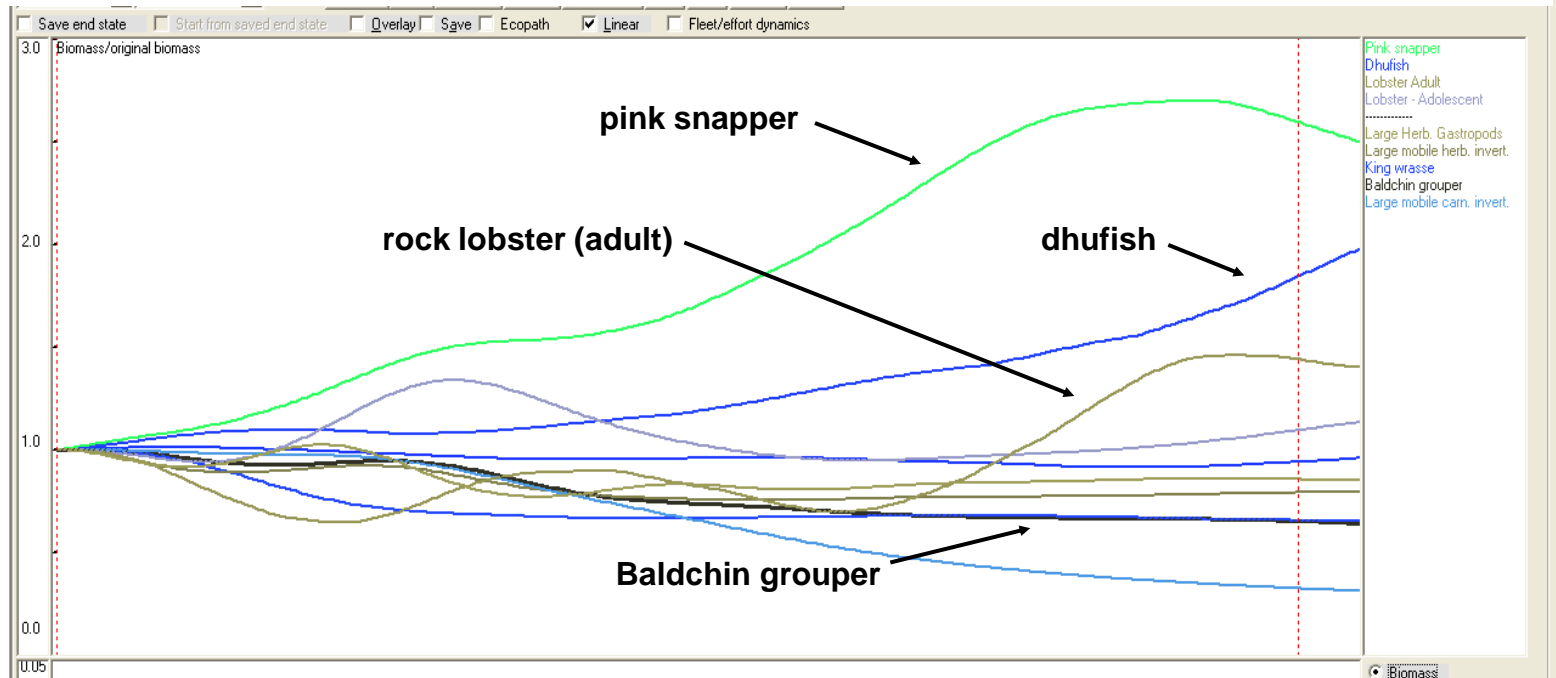 Save end state Start from saved end state Overlay Save Ecopath Linear Fleet/effort dynamics
3.0
Biomass/original biomass
2.0
1.0
0.0
0.05
pink snapper
rock lobster (adult)
dhufish
Baldchin grouper
Pink snapper
Dhufish
Lobster Adult
Lobster - Adolescent
-------------
Large Herb. Gastropods
Large mobile herb. invert.
King wrasse
Baldchin grouper
Large mobile carn. invert.
Biomass